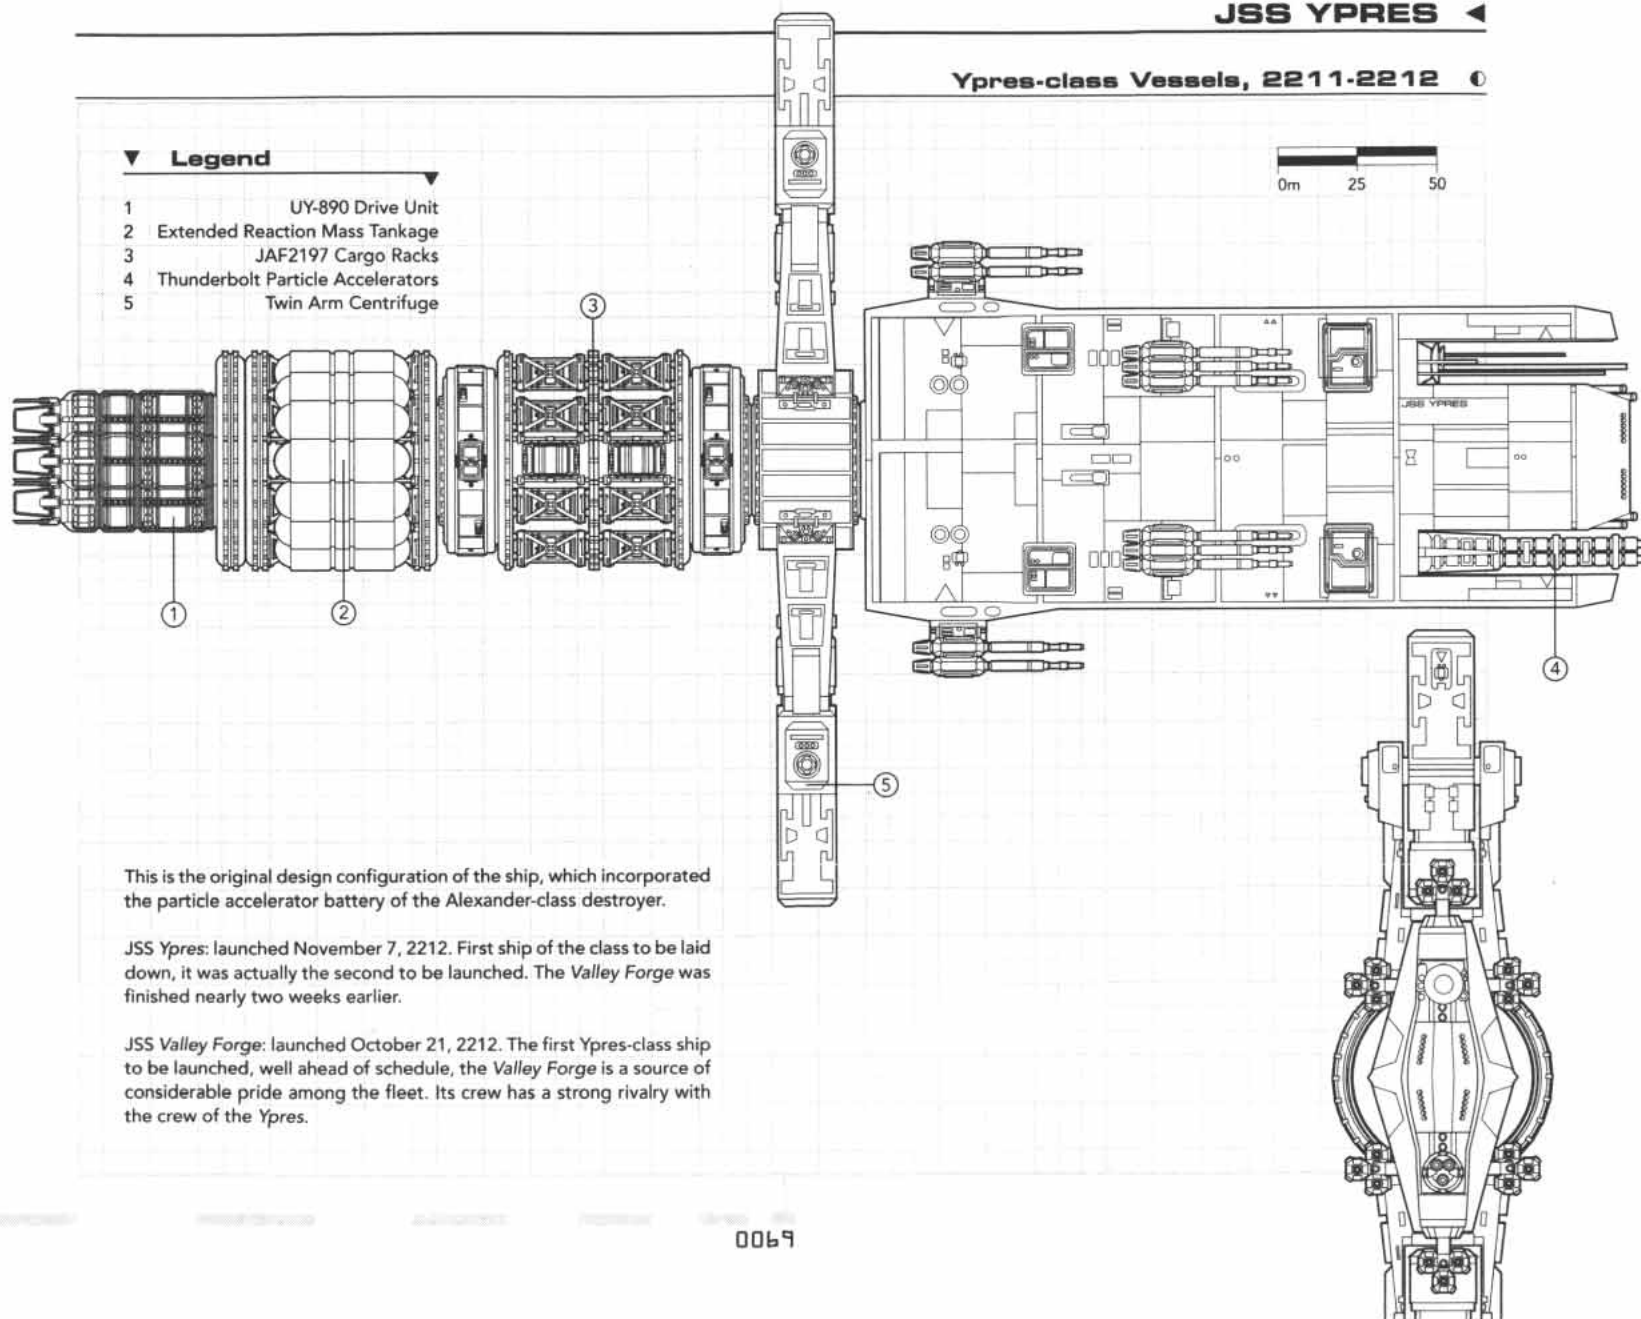 JSS YPRES
Ypres-class Vessels, 2211-2212
Legend
0m 25 50
1 UY-890 Drive Unit
2 Extended Reaction Mass Tankage
3 JAF2197 Cargo Racks
4 Thunderbolt Particle Accelerators
5 Twin Arm Centrifuge
3
JSS YPRES
1
2
4
5
This is the original design configuration of the ship, which incorporated
the particle accelerator battery of the Alexander-class destroyer.
JSS Ypres: launched November 7, 2212. First ship of the class to be laid
down, it was actually the second to be launched. The Valley Forge was
finished nearly two weeks earlier.
JSS Valley Forge: launched October 21, 2212. The first Ypres-class ship
to be launched, well ahead of schedule, the Valley Forge is a source of
considerable pride among the fleet. Its crew has a strong rivalry with
the crew of the Ypres.
0069